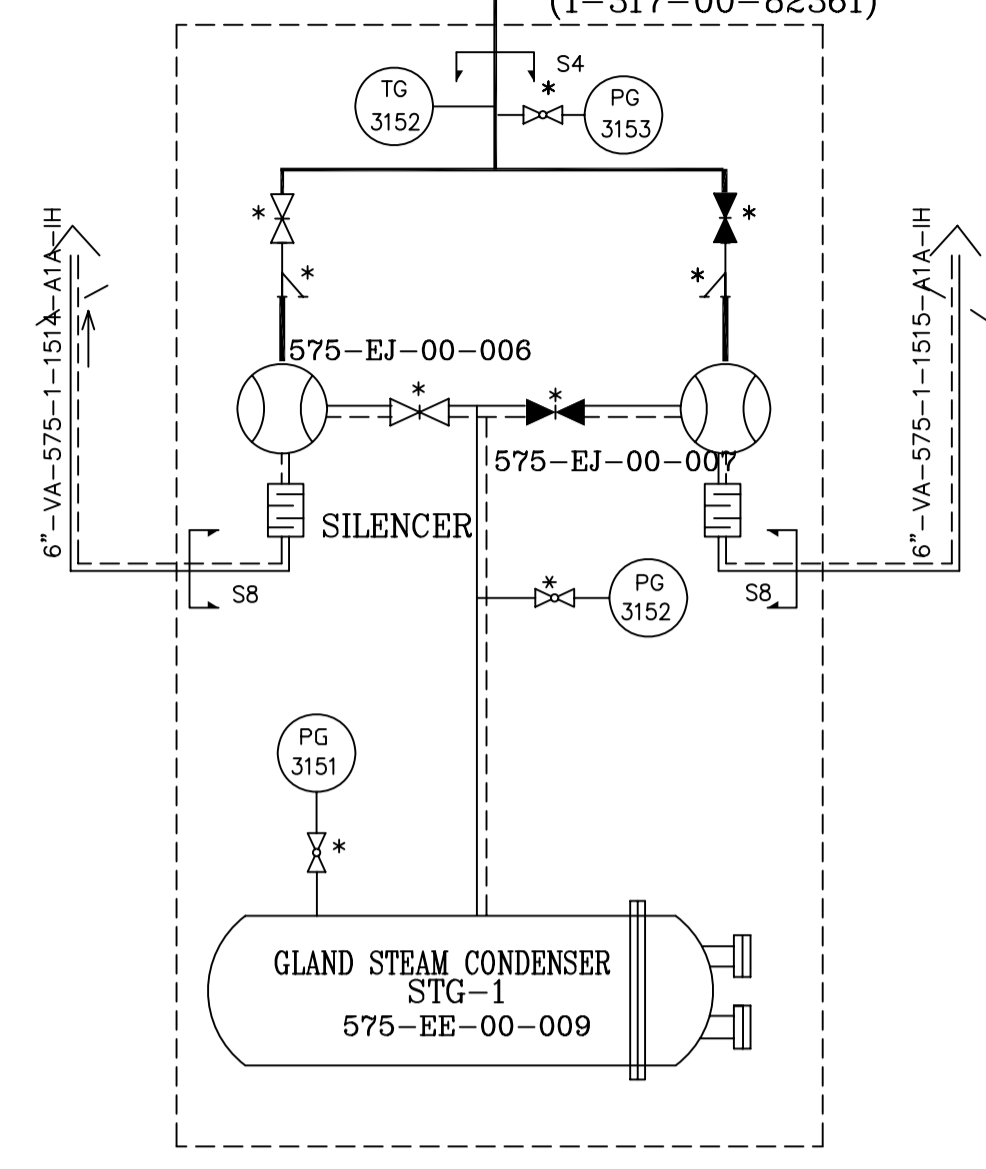 (1-317-00-82361)
S4
TG
3152
*
PG
3153
*
*
*
*
6"-VA-575-1-1514-A1A-IH
6"-VA-575-1-1515-A1A-IH
575-EJ-00-006
*
*
575-EJ-00-007
SILENCER
S8
S8
*
PG
3152
PG
3151
*
GLAND STEAM CONDENSER
STG-1
575-EE-00-009